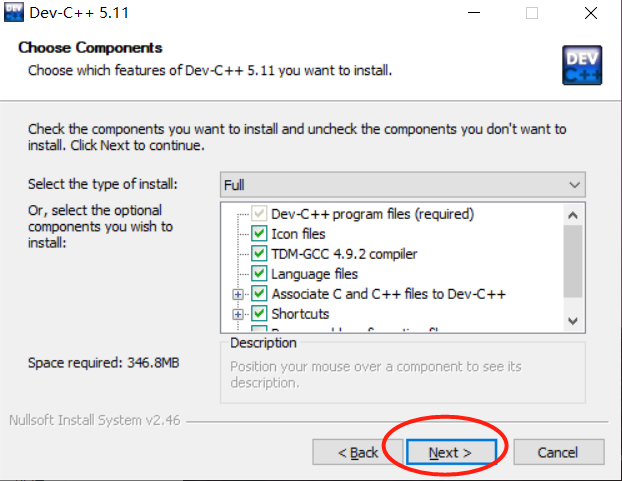 Dev-C++ 5.11
Choose Components
Choose which features of Dev-C++ 5.11 you want to install.
DEV
C++
Check the components you want to install and uncheck the components you don't want to
install. Click Next to continue.
Select the type of install:
Full
Or, select the optional
components you wish to
install:
Dev-C++ program files (required)
Icon files
TDM-GCC 4.9.2 compiler
Language files
Associate C and C++ files to Dev-C++
Shortcuts
Space required: 346.8MB
Description
Position your mouse over a component to see its
description.
Nullsoft Install System v2.46
< Back
Next >
Cancel